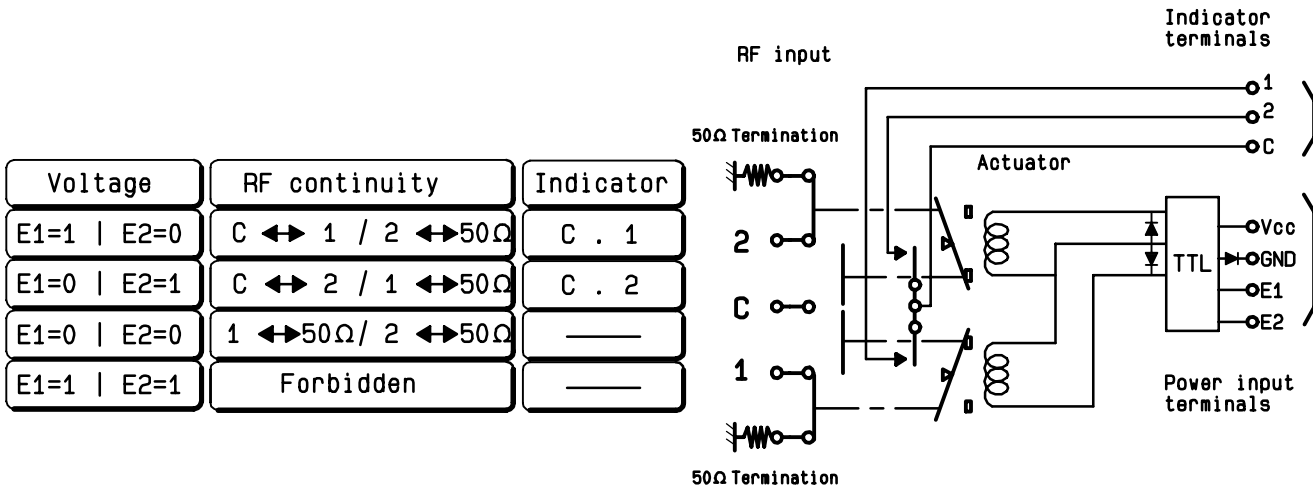 Voltage RF continuity Indicator
E1=1 | E2=0 C ↔ 1 / 2 ↔50Ω C . 1
E1=0 | E2=1 C ↔ 2 / 1 ↔50Ω C . 2
E1=0 | E2=0 1 ↔50Ω/ 2 ↔50Ω ——
E1=1 | E2=1 Forbidden ——
Indicator
terminals
RF input
1
2
C
50Ω Termination
Actuator
2
C
1
TTL
Vcc
GND
E1
E2
Power input
terminals
50Ω Termination